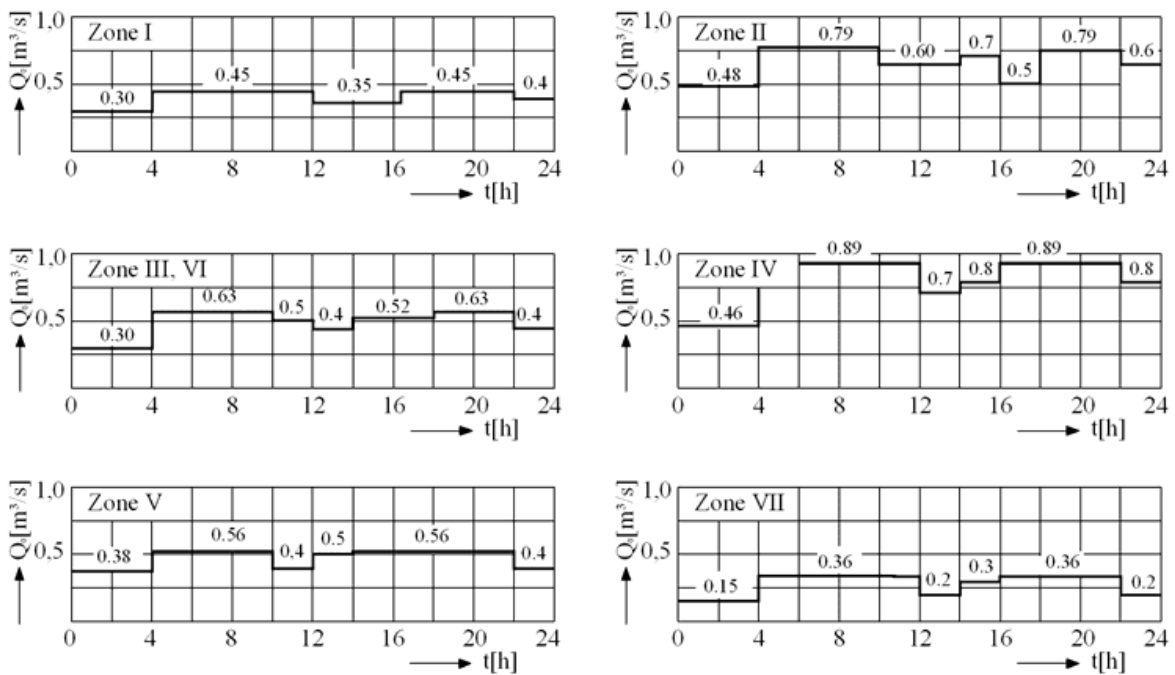 Zone I
1,0
0,5
Q₀[m³/s]
0.30
0.45
0.35
0.45
0.4
0 4 8 12 16 20 24
t[h]
Zone II
1,0
0,5
Q₀[m³/s]
0.48
0.79
0.60
0.7
0.5
0.79
0.6
0 4 8 12 16 20 24
t[h]
Zone III, VI
1,0
0,5
Q₀[m³/s]
0.30
0.63
0.5
0.4
0.52
0.63
0.4
0 4 8 12 16 20 24
t[h]
Zone IV
1,0
0,5
Q₀[m³/s]
0.46
0.89
0.7
0.8
0.89
0.8
0 4 8 12 16 20 24
t[h]
Zone V
1,0
0,5
Q₀[m³/s]
0.38
0.56
0,4
0.5
0.56
0.4
0 4 8 12 16 20 24
t[h]
Zone VII
1,0
0,5
Q₀[m³/s]
0.15
0.36
0.2
0.3
0.36
0.2
0 4 8 12 16 20 24
t[h]